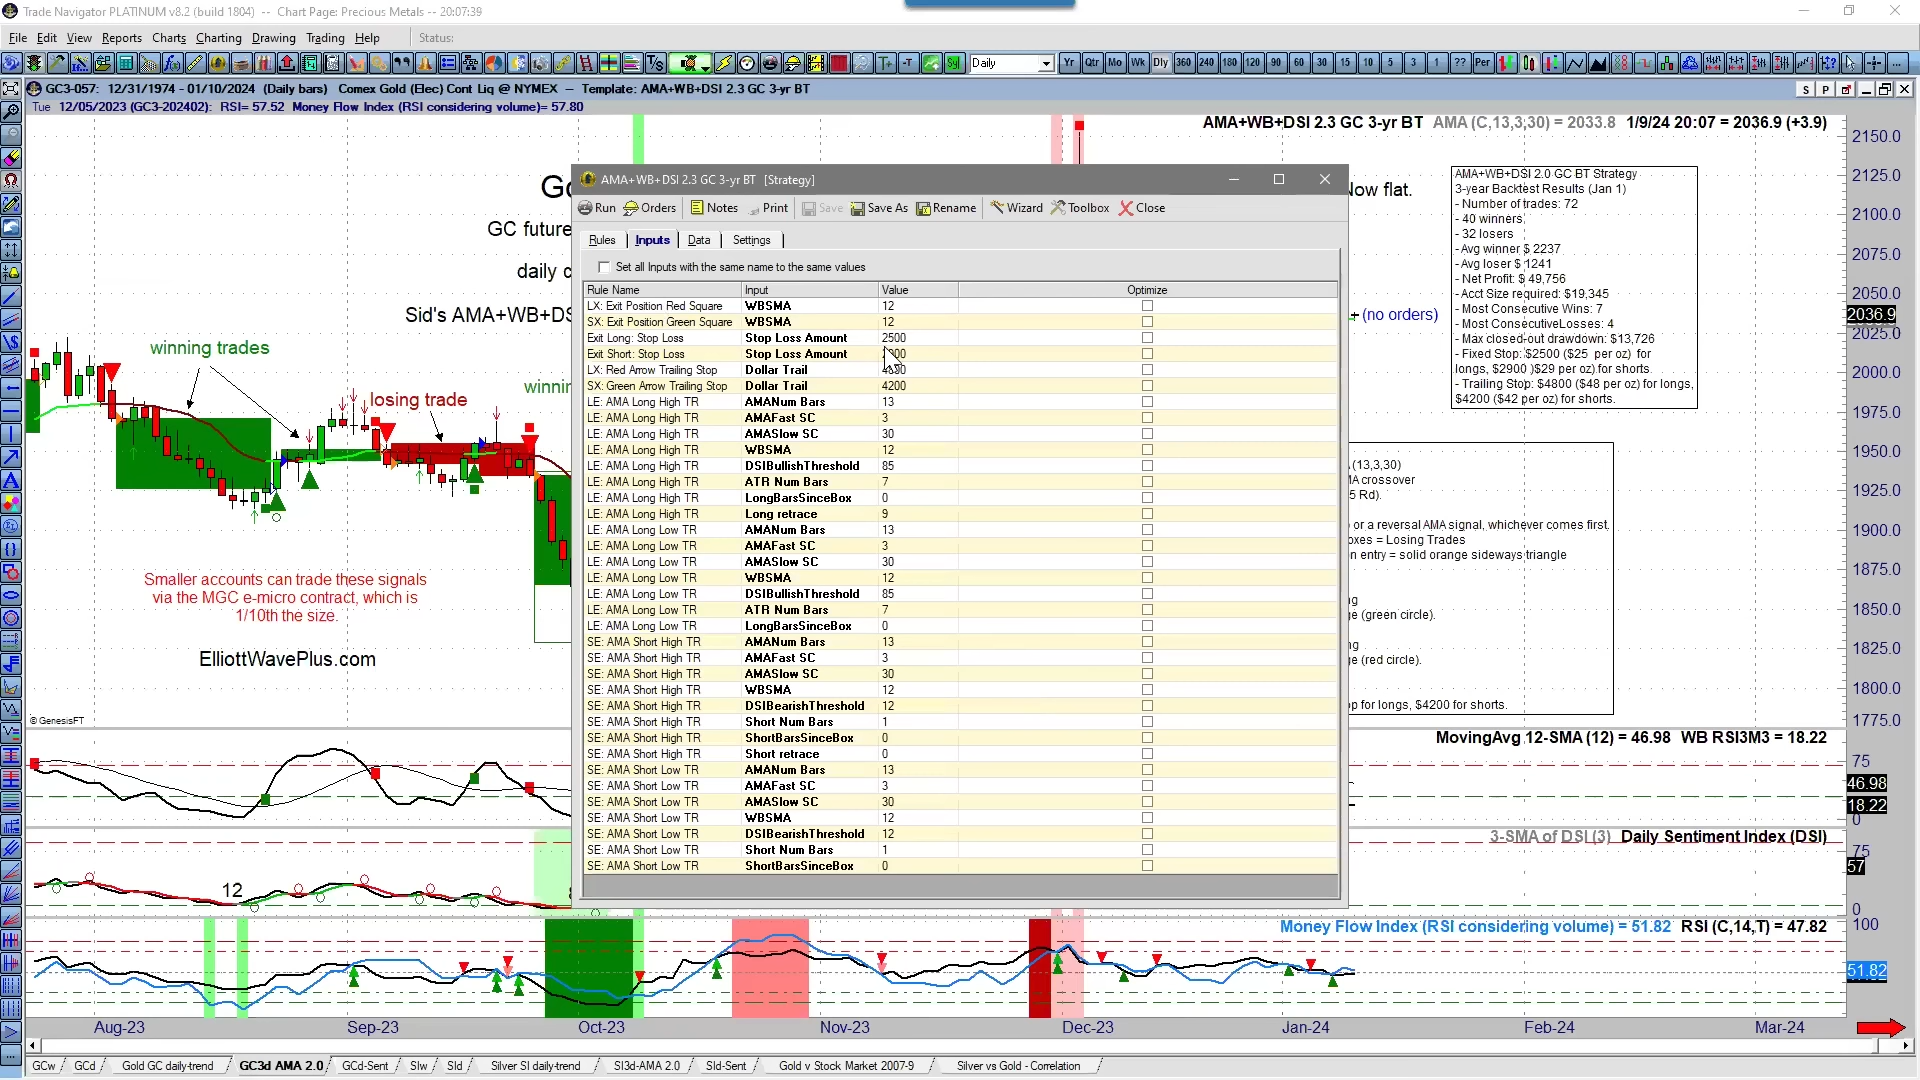 Trade Navigator PLATINUM v8.2 (build 1804)  --  Chart Page: Precious Metals -- 20:07:39
File Edit View Reports Charts Charting Drawing Trading Help Status:
Daily Yr Qtr Mo Wk Dly 360 240 180 120 90 60 30 15 10 5 3 1 ?? Per
GC3-057: 12/31/1974 - 01/10/2024 (Daily bars) Comex Gold (Elec) Cont Liq @ NYMEX -- Template: AMA+WB+DSI 2.3 GC 3-yr BT
S P
Tue 12/05/2023 (GC3-202402): RSI= 57.52 Money Flow Index (RSI considering volume)= 57.80
AMA+WB+DSI 2.3 GC 3-yr BT AMA (C,13,3,30) = 2033.8 1/9/24 20:07 = 2036.9 (+3.9)
GC future
daily c
Sid's AMA+WB+DS
Now flat.
(no orders)
winning trades
losing trade
winnin
Smaller accounts can trade these signals
via the MGC e-micro contract, which is
1/10th the size.
ElliottWavePlus.com
© GenesisFT
AMA+WB+DSI 2.0 GC BT Strategy
3-year Backtest Results (Jan 1)
- Number of trades: 72
- 40 winners
- 32 losers
- Avg winner $ 2237
- Avg loser $ 1241
- Net Profit: $ 49,756
- Acct Size required: $19,345
- Most Consecutive Wins: 7
- Most ConsecutiveLosses: 4
- Max closed-out drawdown: $13,726
- Fixed Stop: $2500 ($25 per oz) for
longs, $2900 )$29 per oz) for shorts.
- Trailing Stop: $4800 ($48 per oz) for longs,
$4200 ($42 per oz) for shorts.
(13,3,30)
MA crossover
5 Rd).
or a reversal AMA signal, whichever comes first,
oxes = Losing Trades
n entry = solid orange sideways triangle
ng
ge (green circle).
ng
ge (red circle).
op for longs, $4200 for shorts.
2150.0
2125.0
2100.0
2075.0
2050.0
2036.9
2025.0
2000.0
1975.0
1950.0
1925.0
1900.0
1875.0
1850.0
1825.0
1800.0
1775.0
AMA+WB+DSI 2.3 GC 3-yr BT [Strategy]
Run Orders Notes Print Save Save As Rename Wizard Toolbox Close
Rules Inputs Data Settings
Set all Inputs with the same name to the same values
Rule Name Input Value Optimize
LX: Exit Position Red Square WBSMA 12
SX: Exit Position Green Square WBSMA 12
Exit Long: Stop Loss Stop Loss Amount 2500
Exit Short: Stop Loss Stop Loss Amount
LX: Red Arrow Trailing Stop Dollar Trail
SX: Green Arrow Trailing Stop Dollar Trail 4200
LE: AMA Long High TR AMANum Bars 13
LE: AMA Long High TR AMAFast SC 3
LE: AMA Long High TR AMASlow SC 30
LE: AMA Long High TR WBSMA 12
LE: AMA Long High TR DSIBullishThreshold 85
LE: AMA Long High TR ATR Num Bars 7
LE: AMA Long High TR LongBarsSinceBox 0
LE: AMA Long High TR Long retrace 9
LE: AMA Long Low TR AMANum Bars 13
LE: AMA Long Low TR AMAFast SC 3
LE: AMA Long Low TR AMASlow SC 30
LE: AMA Long Low TR WBSMA 12
LE: AMA Long Low TR DSIBullishThreshold 85
LE: AMA Long Low TR ATR Num Bars 7
LE: AMA Long Low TR LongBarsSinceBox 0
SE: AMA Short High TR AMANum Bars 13
SE: AMA Short High TR AMAFast SC 3
SE: AMA Short High TR AMASlow SC 30
SE: AMA Short High TR WBSMA 12
SE: AMA Short High TR DSIBearishThreshold 12
SE: AMA Short High TR Short Num Bars 1
SE: AMA Short High TR ShortBarsSinceBox 0
SE: AMA Short High TR Short retrace 0
SE: AMA Short Low TR AMANum Bars 13
SE: AMA Short Low TR AMAFast SC 3
SE: AMA Short Low TR AMASlow SC 30
SE: AMA Short Low TR WBSMA 12
SE: AMA Short Low TR DSIBearishThreshold 12
SE: AMA Short Low TR Short Num Bars 1
SE: AMA Short Low TR ShortBarsSinceBox 0
MovingAvg 12-SMA (12) = 46.98 WB RSI3M3 = 18.22
75
46.98
18.22
0
3-SMA of DSI (3) Daily Sentiment Index (DSI)
75
57
0
12
Money Flow Index (RSI considering volume) = 51.82 RSI (C,14,T) = 47.82
100
51.82
Aug-23 Sep-23 Oct-23 Nov-23 Dec-23 Jan-24 Feb-24 Mar-24
GCw GCd Gold GC daily-trend GC3d AMA 2.0 GCd-Sent SIw SId Silver SI daily-trend SI3d-AMA 2.0 SId-Sent Gold v Stock Market 2007-9 Silver vs Gold - Correlation